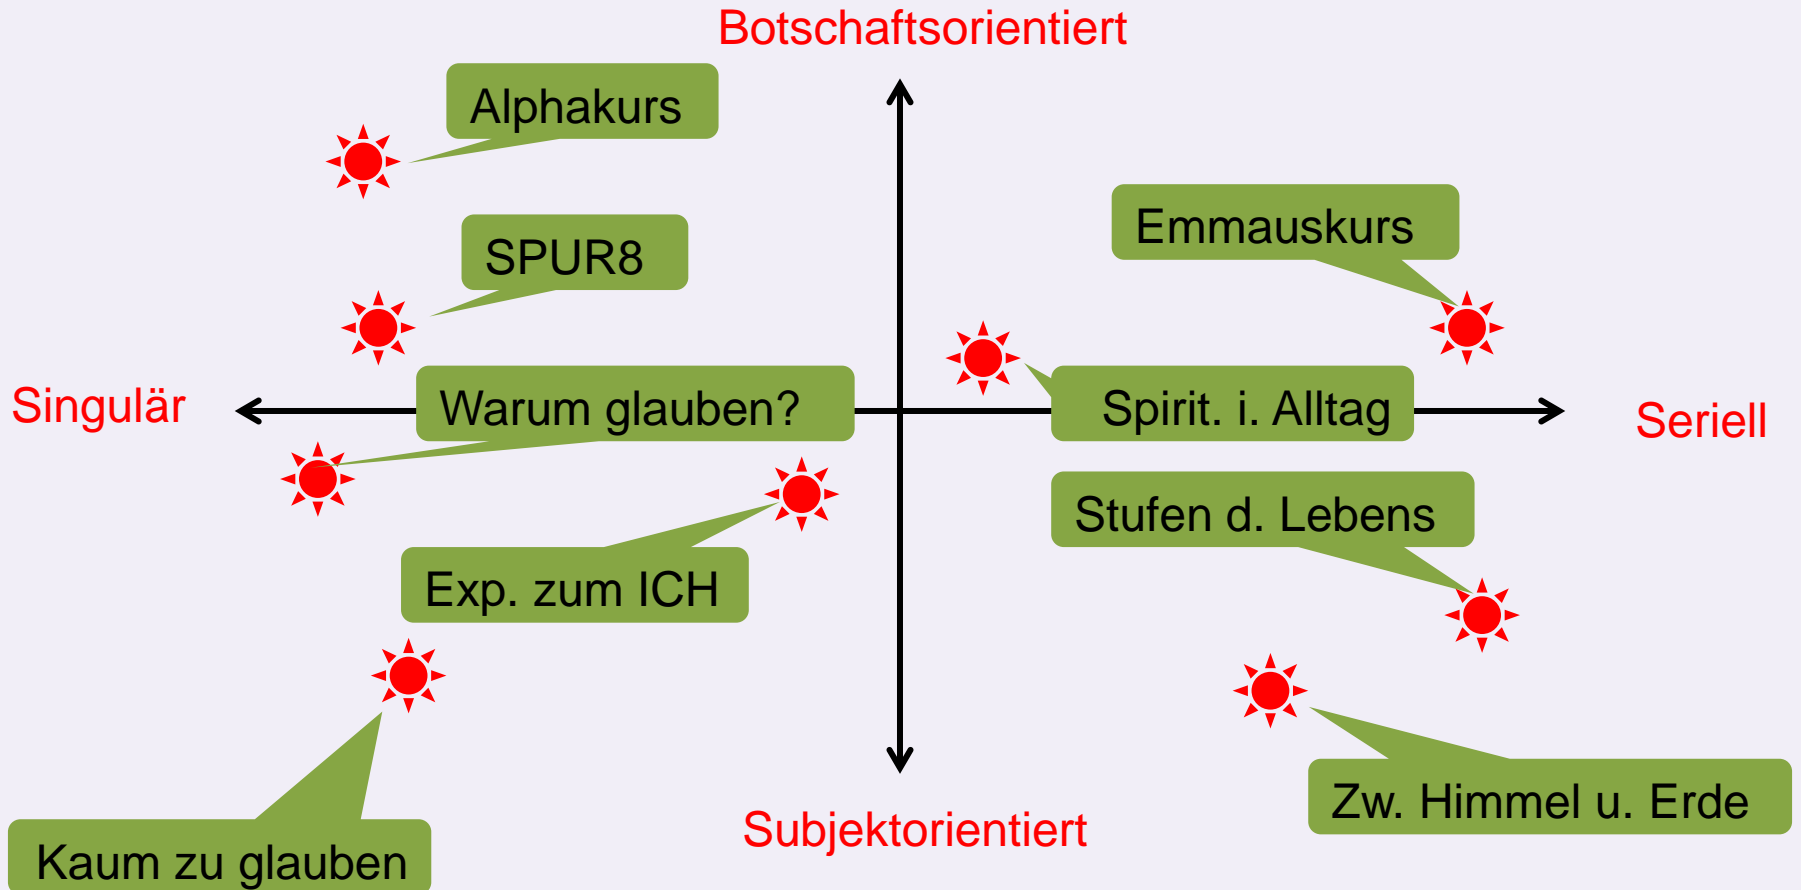 Botschaftsorientiert
Alphakurs
Emmauskurs
SPUR8
Singulär
Warum glauben?
Spirit. i. Alltag
Seriell
Stufen d. Lebens
Exp. zum ICH
Zw. Himmel u. Erde
Subjektorientiert
Kaum zu glauben